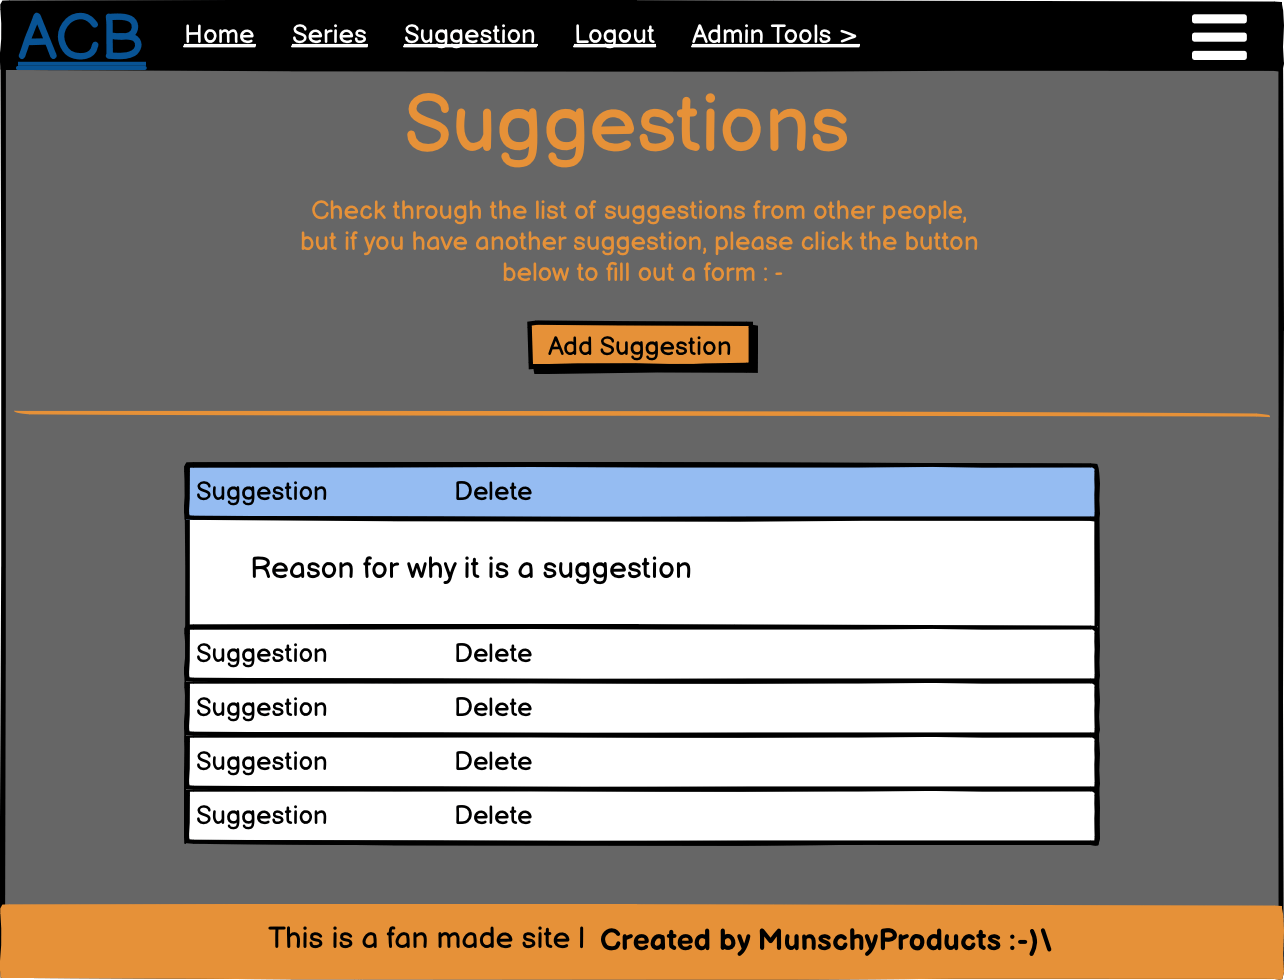 ACB Home Series Suggestion Logout Admin Tools >
Suggestions
Check through the list of suggestions from other people,
but if you have another suggestion, please click the button
below to fill out a form : -
Add Suggestion
Suggestion Delete
Reason for why it is a suggestion
Suggestion Delete
Suggestion Delete
Suggestion Delete
Suggestion Delete
This is a fan made site | Created by MunschyProducts :-)\